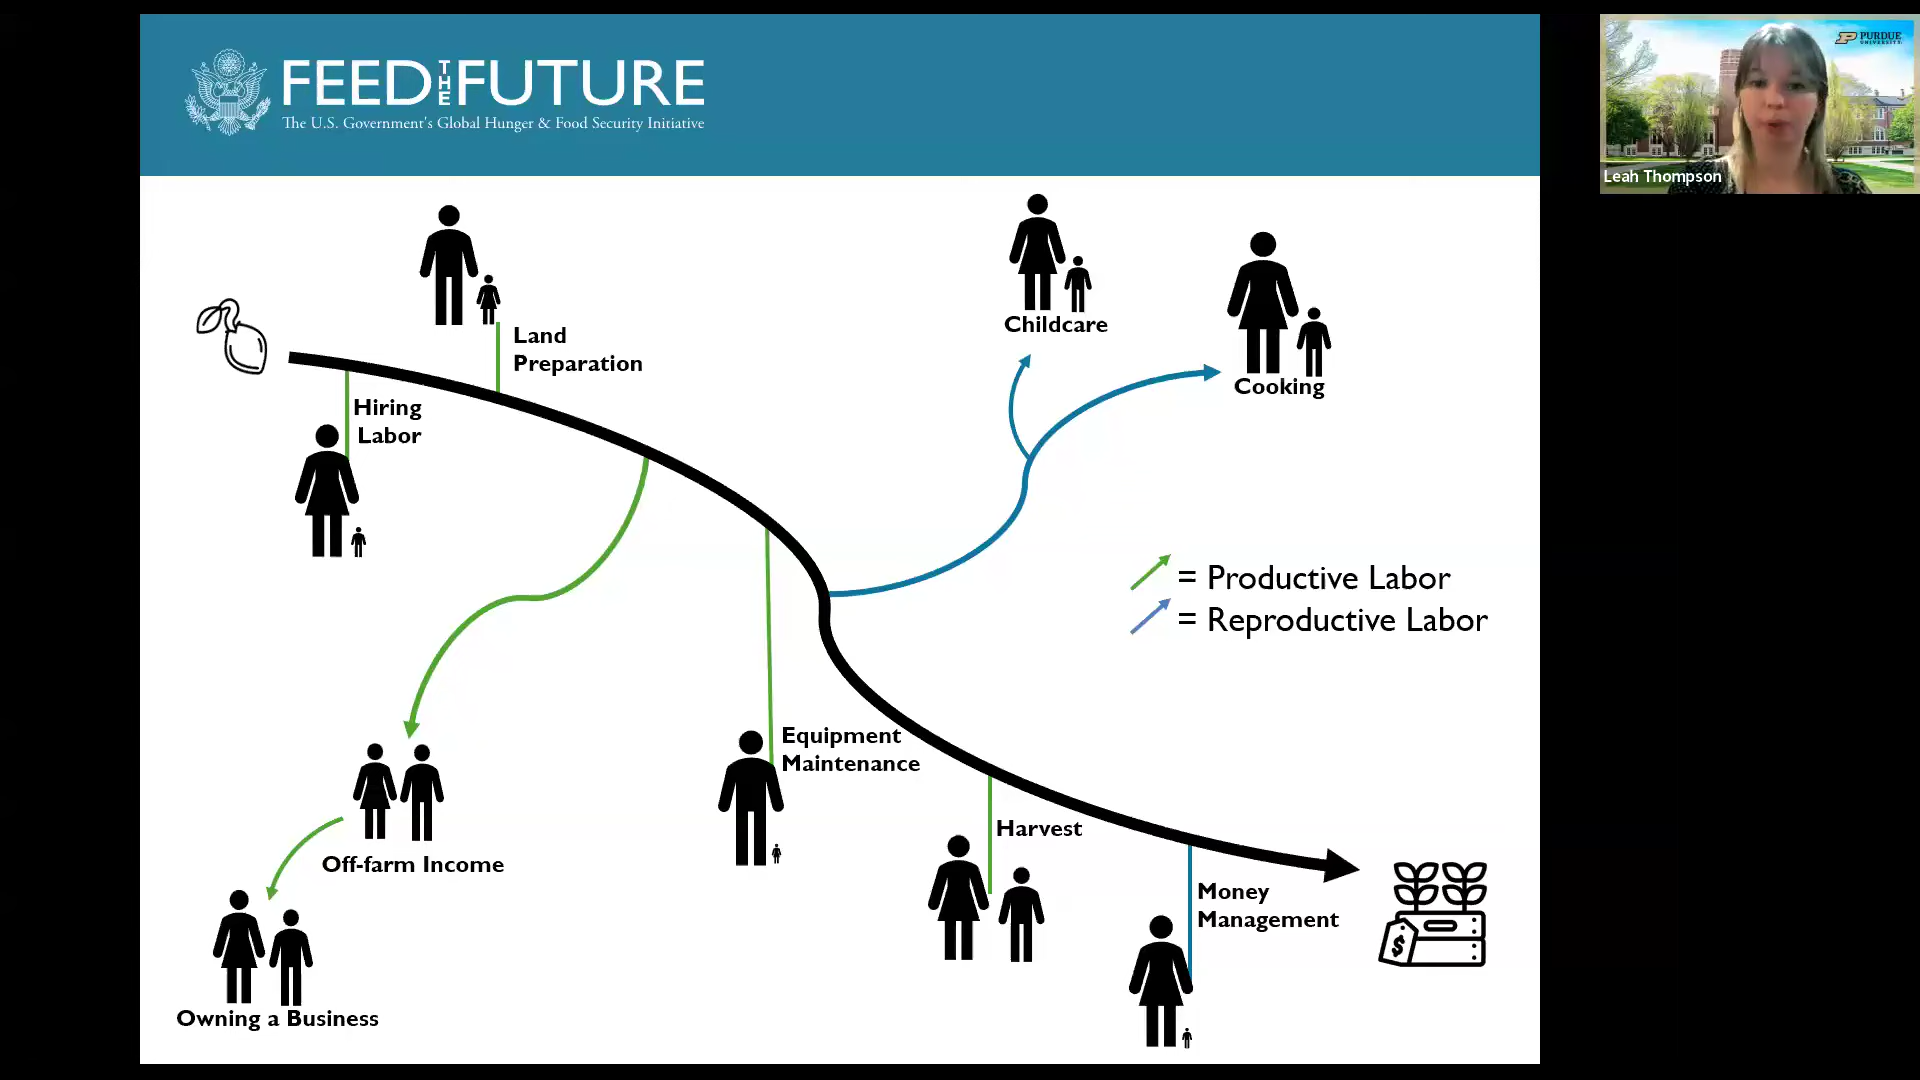 FEED THE FUTURE
The U.S. Government's Global Hunger & Food Security Initiative
PURDUE
UNIVERSITY
Leah Thompson
Land
Preparation
Childcare
Cooking
Hiring
Labor
= Productive Labor
= Reproductive Labor
Equipment
Maintenance
Harvest
Off-farm Income
Money
Management
$
Owning a Business